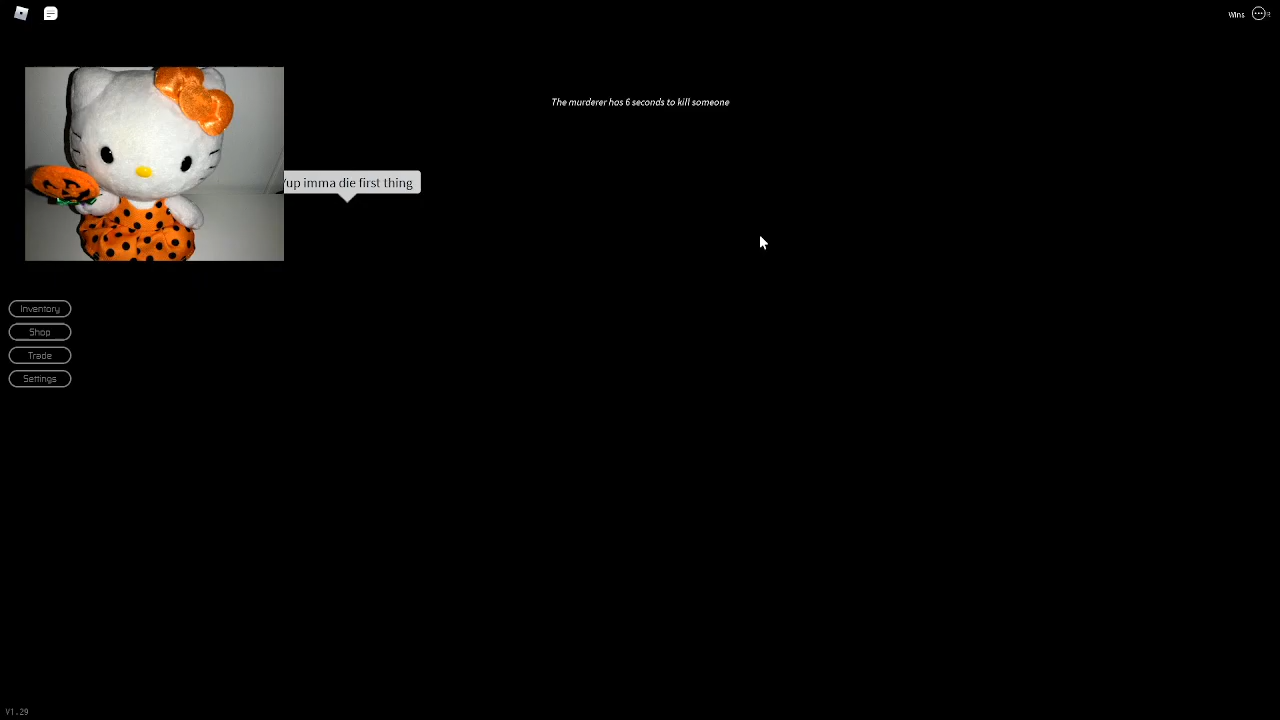 Wins
The murderer has 6 seconds to kill someone
up imma die first thing
Inventory
Shop
Trade
Settings
V1.29